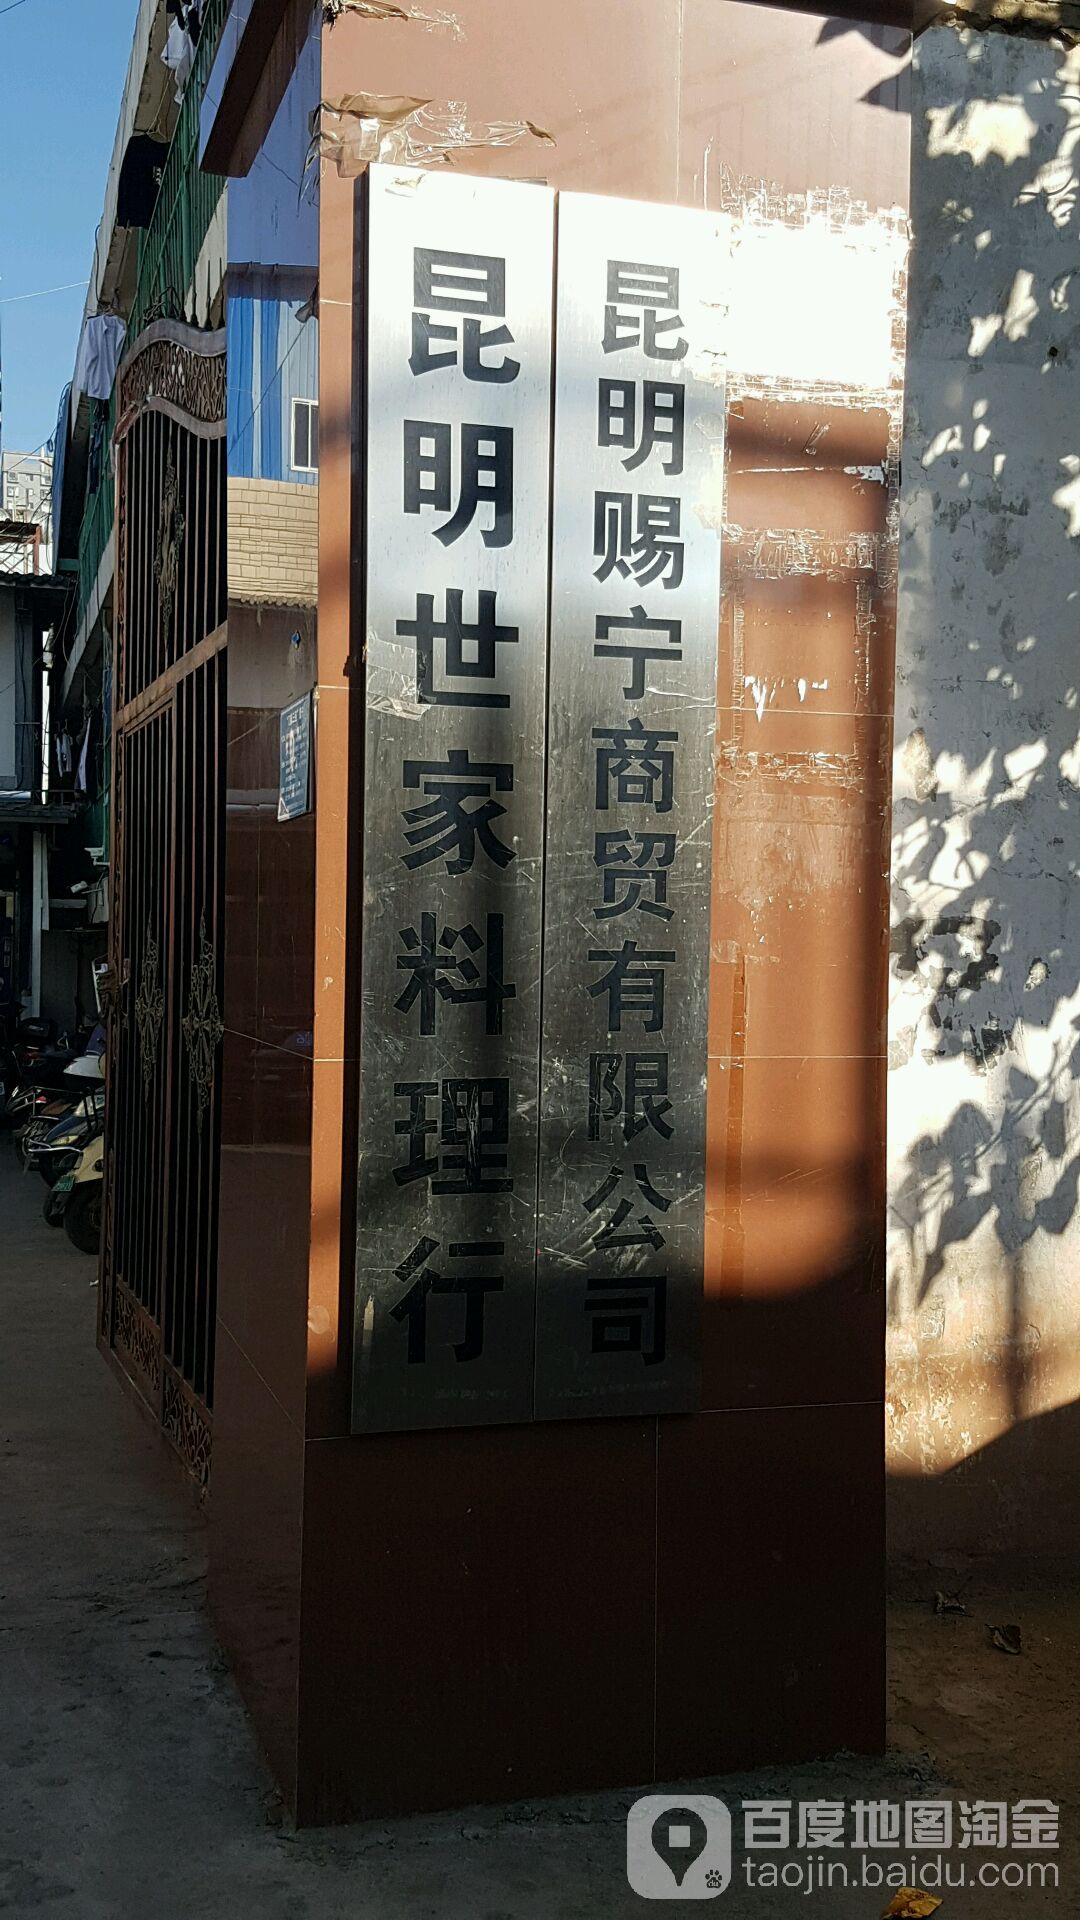 昆明世家料理行
昆明赐宁商贸有限公司
百度地图淘金
taojin.baidu.com